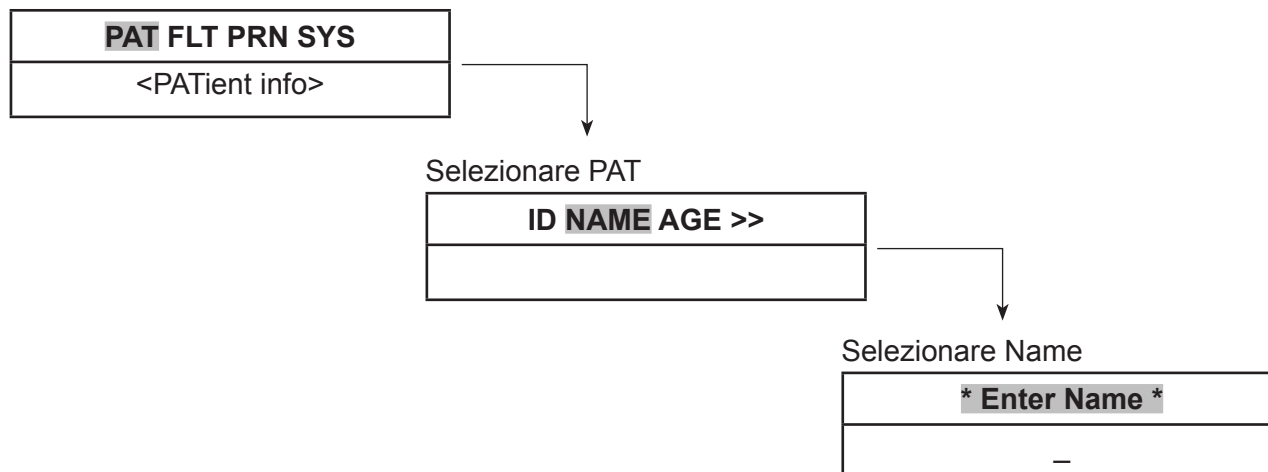 PAT FLT PRN SYS
<PATient info>
Selezionare PAT
ID NAME AGE >>
Selezionare Name
* Enter Name *
_